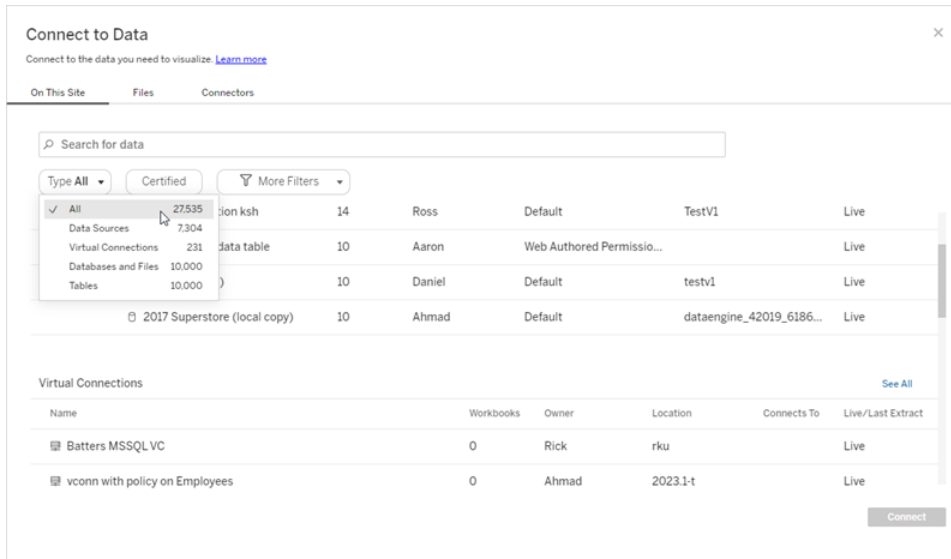 Connect to Data
Connect to the data you need to visualize. Learn more
On This Site Files Connectors
Search for data
Type All Certified More Filters
All 27,535
Data Sources 7,304
Virtual Connections 231
Databases and Files 10,000
Tables 10,000
ksh 14 Ross Default TestV1 Live
data table 10 Aaron Web Authored Permissio... Live
) 10 Daniel Default testv1 Live
2017 Superstore (local copy) 10 Ahmad Default dataengine_42019_6186... Live
Virtual Connections See All
Name Workbooks Owner Location Connects To Live/Last Extract
Batters MSSQL VC 0 Rick rku Live
vconn with policy on Employees 0 Ahmad 2023.1-t Live
Connect